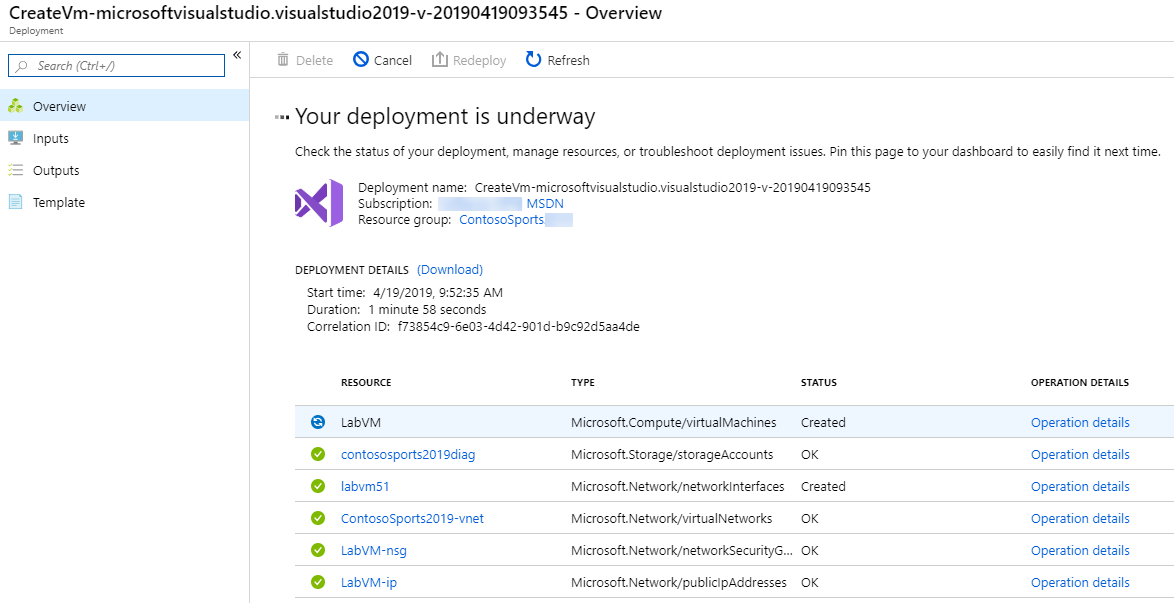 CreateVm-microsoftvisualstudio.visualstudio2019-v-20190419093545 - Overview
Deployment
Search (Ctrl+/)
«
Overview
Inputs
Outputs
Template
Delete Cancel Redeploy Refresh
Your deployment is underway
Check the status of your deployment, manage resources, or troubleshoot deployment issues. Pin this page to your dashboard to easily find it next time.
Deployment name: CreateVm-microsoftvisualstudio.visualstudio2019-v-20190419093545
Subscription: MSDN
Resource group: ContosoSports
DEPLOYMENT DETAILS (Download)
Start time: 4/19/2019, 9:52:35 AM
Duration: 1 minute 58 seconds
Correlation ID: f73854c9-6e03-4d42-901d-b9c92d5aa4de
RESOURCE TYPE STATUS OPERATION DETAILS
LabVM Microsoft.Compute/virtualMachines Created Operation details
contososports2019diag Microsoft.Storage/storageAccounts OK Operation details
labvm51 Microsoft.Network/networkInterfaces Created Operation details
ContosoSports2019-vnet Microsoft.Network/virtualNetworks OK Operation details
LabVM-nsg Microsoft.Network/networkSecurityG... OK Operation details
LabVM-ip Microsoft.Network/publicIpAddresses OK Operation details